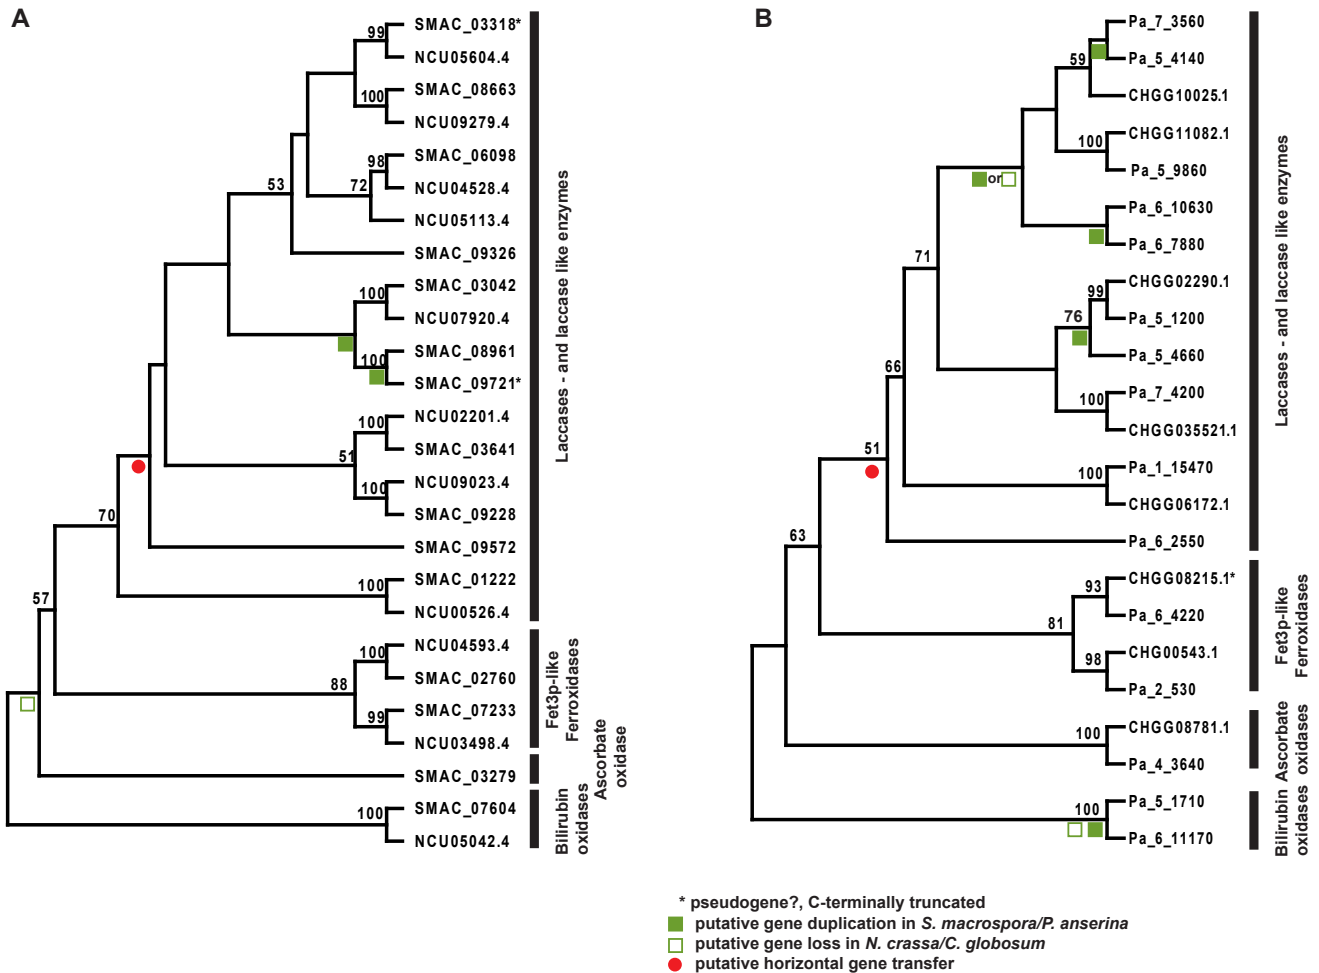 A
SMAC_03318*
99
NCU05604.4
SMAC_08663
100
NCU09279.4
SMAC_06098
98
NCU04528.4
72
NCU05113.4
53
SMAC_09326
SMAC_03042
100
NCU07920.4
SMAC_08961
100
SMAC_09721*
NCU02201.4
100
SMAC_03641
51
NCU09023.4
100
SMAC_09228
70
SMAC_09572
SMAC_01222
100
NCU00526.4
57
NCU04593.4
100
SMAC_02760
88
SMAC_07233
99
NCU03498.4
SMAC_03279
SMAC_07604
100
NCU05042.4
Laccases - and laccase like enzymes
Fet3p-like
Ferroxidases
Ascorbate
oxidase
Bilirubin
oxidases
B
Pa_7_3560
59
Pa_5_4140
CHGG10025.1
CHGG11082.1
100
Pa_5_9860
or
Pa_6_10630
Pa_6_7880
71
CHGG02290.1
99
Pa_5_1200
76
Pa_5_4660
66
Pa_7_4200
100
CHGG035521.1
51
Pa_1_15470
100
CHGG06172.1
Pa_6_2550
63
CHGG08215.1*
93
Pa_6_4220
81
CHG00543.1
98
Pa_2_530
CHGG08781.1
100
Pa_4_3640
Pa_5_1710
100
Pa_6_11170
Laccases - and laccase like enzymes
Fet3p-like
Ferroxidases
Ascorbate
oxidases
Bilirubin
oxidases
* pseudogene?, C-terminally truncated
putative gene duplication in S. macrospora/P. anserina
putative gene loss in N. crassa/C. globosum
putative horizontal gene transfer